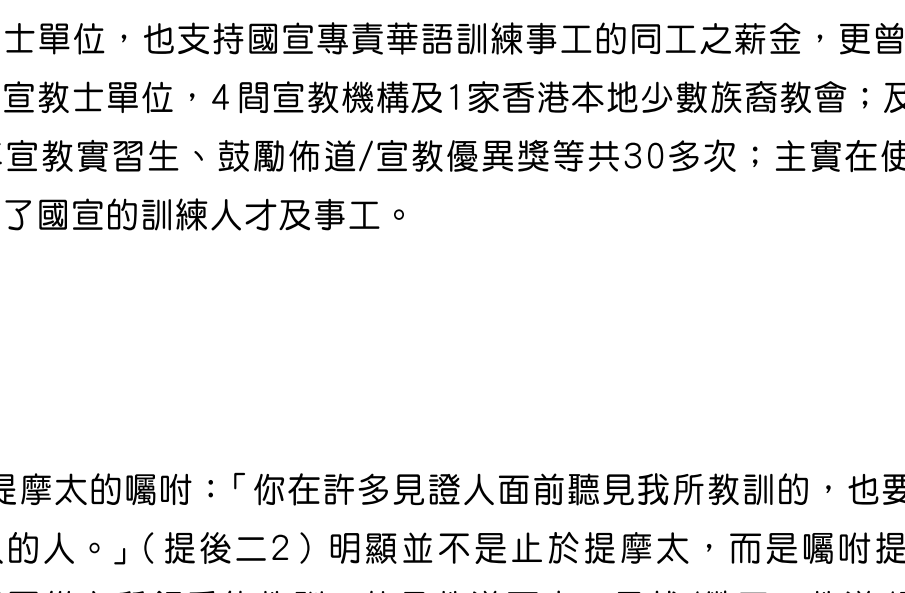 士單位，也支持國宣專責華語訓練事工的同工之薪金，更曾
宣教士單位，4間宣教機構及1家香港本地少數族裔教會；及
宣教實習生、鼓勵佈道/宣教優異獎等共30多次；主實在使
了國宣的訓練人才及事工。
提摩太的囑咐：「你在許多見證人面前聽見我所教訓的，也要
的人。」（提後二2）明顯並不是止於提摩太，而是囑咐提